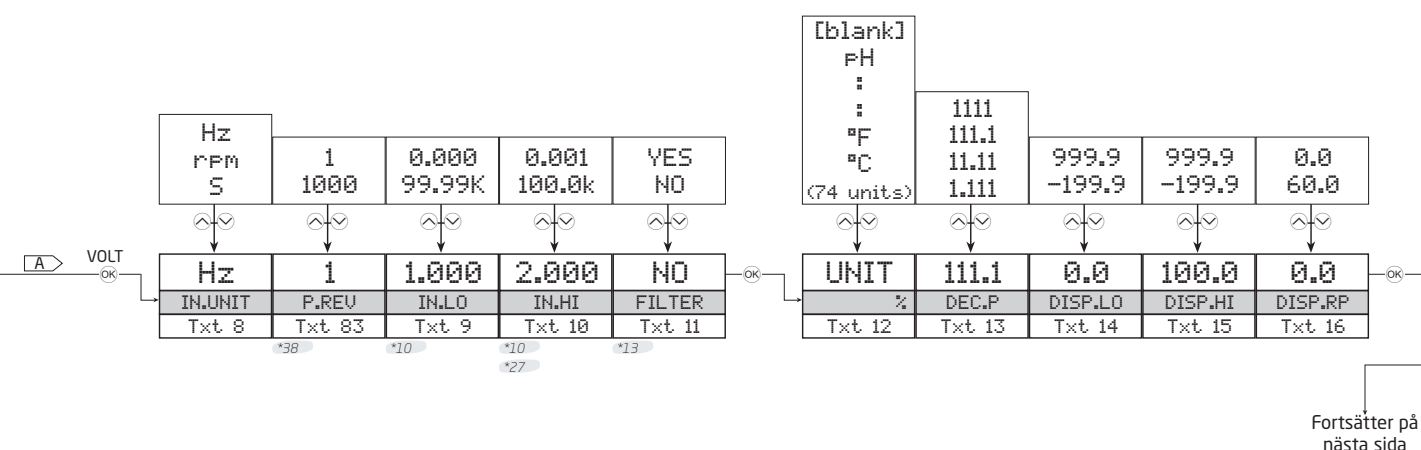 [blank]
pH
:
:
°F
°C
(74 units)
1111
111.1
11.11
1.111
Hz
rpm
S
1
1000
0.000
99.99K
0.001
100.0k
YES
NO
999.9
-199.9
999.9
-199.9
0.0
60.0
A
VOLT
OK
Hz
IN.UNIT
Txt 8
1
P.REV
Txt 83
*38
1.000
IN.LO
Txt 9
*10
2.000
IN.HI
Txt 10
*10
*27
NO
FILTER
Txt 11
*13
OK
UNIT
%
Txt 12
111.1
DEC.P
Txt 13
0.0
DISP.LO
Txt 14
100.0
DISP.HI
Txt 15
0.0
DISP.RP
Txt 16
OK
Fortsätter på
nästa sida